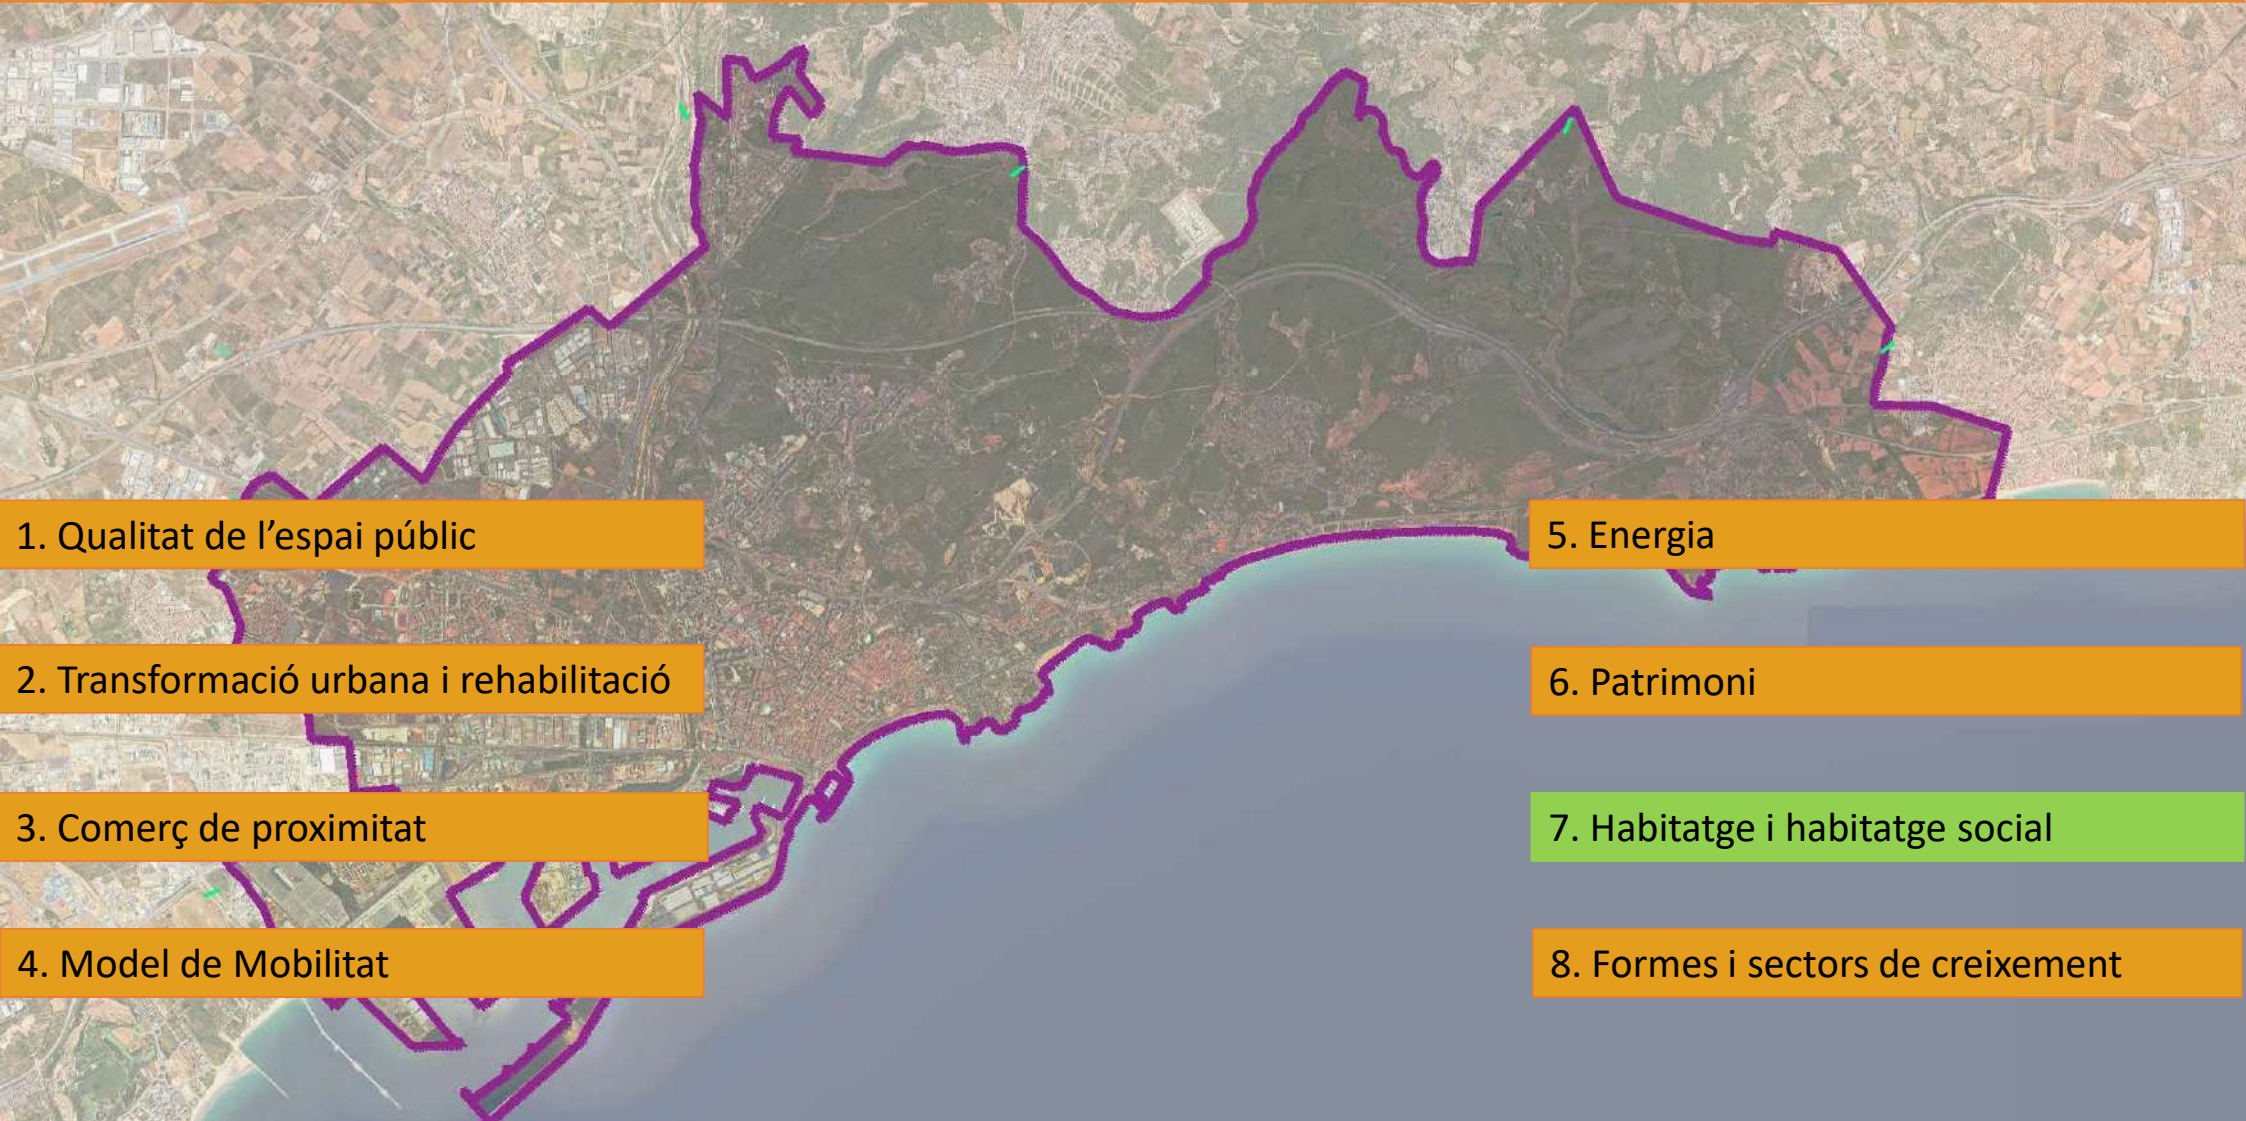 1. Qualitat de l’espai públic
2. Transformació urbana i rehabilitació
3. Comerç de proximitat
4. Model de Mobilitat
5. Energia
6. Patrimoni
7. Habitatge i habitatge social
8. Formes i sectors de creixement